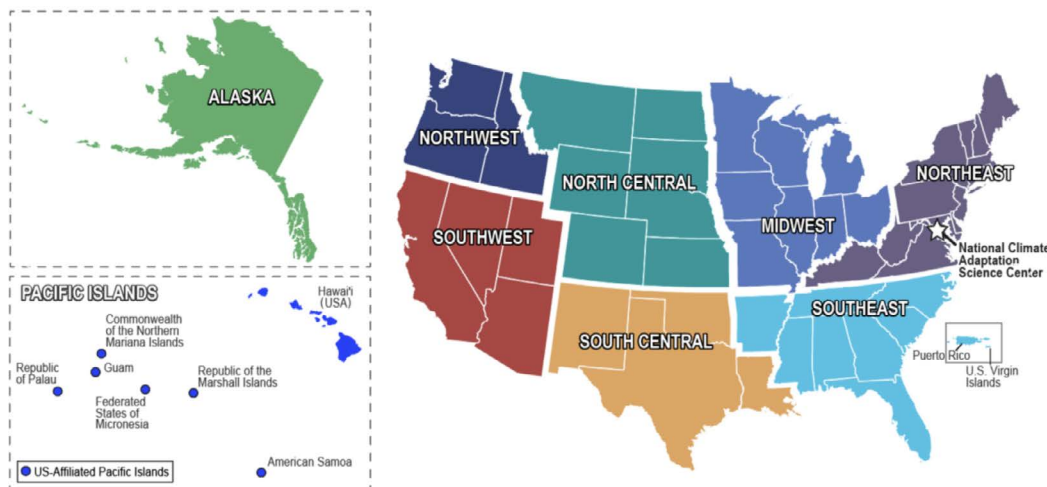 ALASKA
PACIFIC ISLANDS
Hawai'i
(USA)
Commonwealth
of the Northern
Mariana Islands
Republic
of Palau
Guam
Republic of the
Marshall Islands
Federated
States of
Micronesia
American Samoa
US-Affiliated Pacific Islands
NORTHWEST
NORTH CENTRAL
SOUTHWEST
SOUTH CENTRAL
MIDWEST
NORTHEAST
National Climate
Adaptation
Science Center
SOUTHEAST
Puerto Rico
U.S. Virgin
Islands